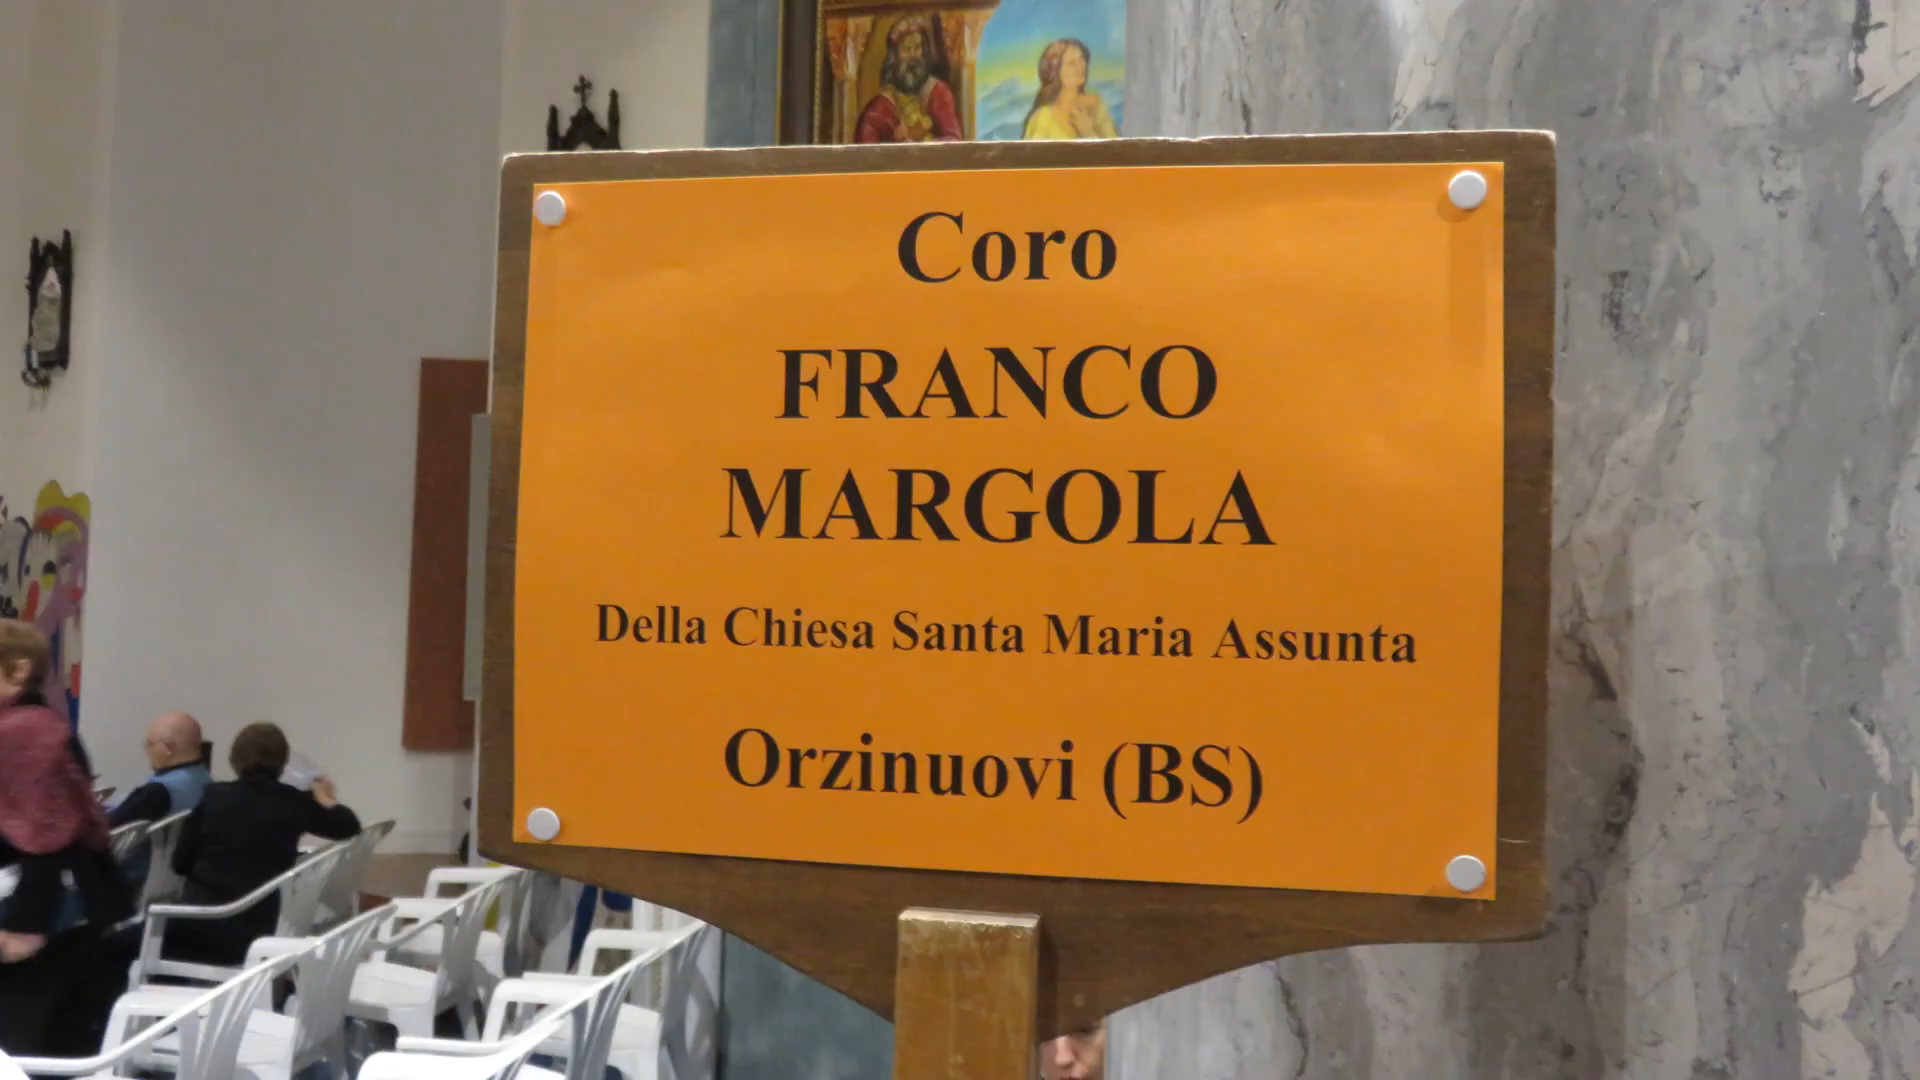 Coro
FRANCO
MARGOLA
Della Chiesa Santa Maria Assunta
Orzinuovi (BS)